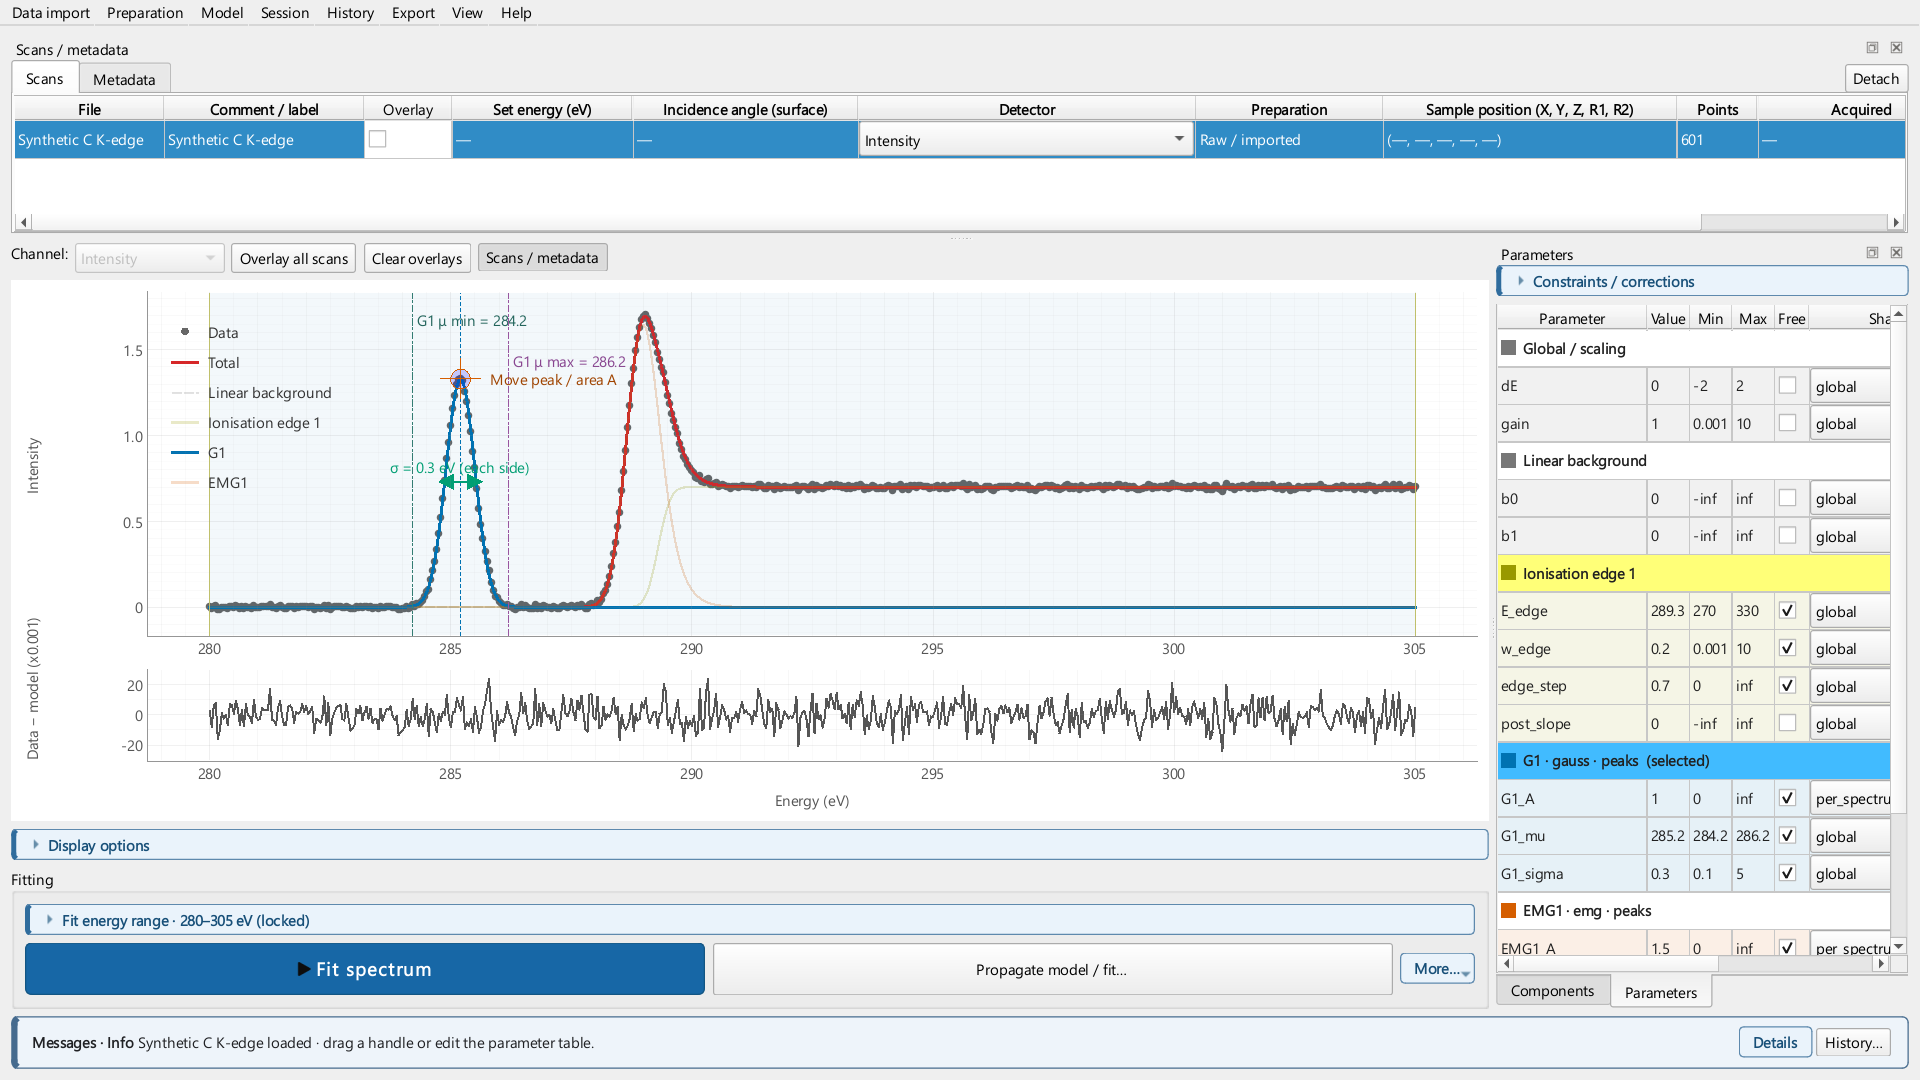 Data import Preparation Model Session History Export View Help
Scans / metadata
Scans Metadata
Detach
File Comment / label Overlay Set energy (eV) Incidence angle (surface) Detector Preparation Sample position (X, Y, Z, R1, R2) Points Acquired
Synthetic C K-edge Synthetic C K-edge — — Intensity Raw / imported (—, —, —, —, —) 601 —
Channel: Intensity Overlay all scans Clear overlays Scans / metadata
Intensity
1.5
1.0
0.5
0
Data
Total
Linear background
Ionisation edge 1
G1
EMG1
G1 μ min = 284.2
G1 μ max = 286.2
Move peak / area A
σ = 0.3 eV (each side)
280 285 290 295 300 305
Data − model (x0.001)
20
0
-20
280 285 290 295 300 305
Energy (eV)
Display options
Fitting
Fit energy range · 280–305 eV (locked)
Fit spectrum
Propagate model / fit...
More...
Parameters
Constraints / corrections
Parameter Value Min Max Free Sha
Global / scaling
dE 0 -2 2 global
gain 1 0.001 10 global
Linear background
b0 0 -inf inf global
b1 0 -inf inf global
Ionisation edge 1
E_edge 289.3 270 330 global
w_edge 0.2 0.001 10 global
edge_step 0.7 0 inf global
post_slope 0 -inf inf global
G1 · gauss · peaks (selected)
G1_A 1 0 inf per_spectru
G1_mu 285.2 284.2 286.2 global
G1_sigma 0.3 0.1 5 global
EMG1 · emg · peaks
EMG1_A 1.5 0 inf per_spectru
Components Parameters
Messages · Info Synthetic C K-edge loaded · drag a handle or edit the parameter table.
Details History...